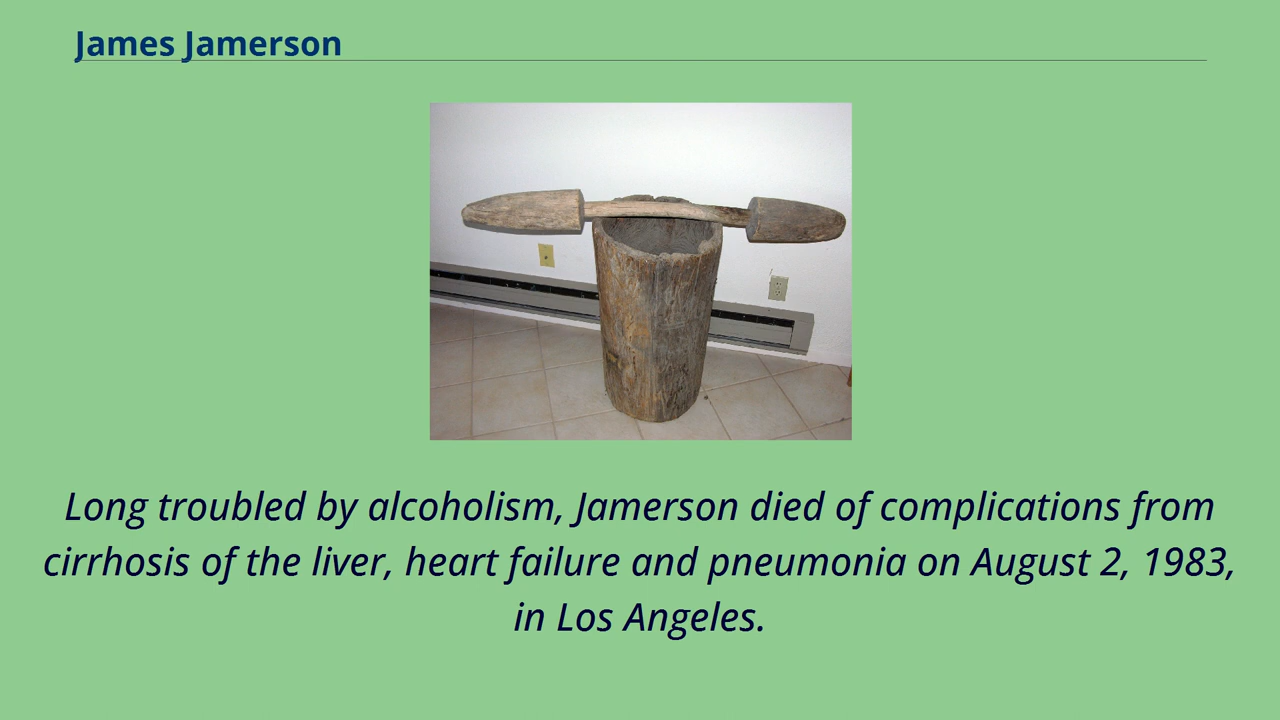 James Jamerson
Long troubled by alcoholism, Jamerson died of complications from
cirrhosis of the liver, heart failure and pneumonia on August 2, 1983,
in Los Angeles.